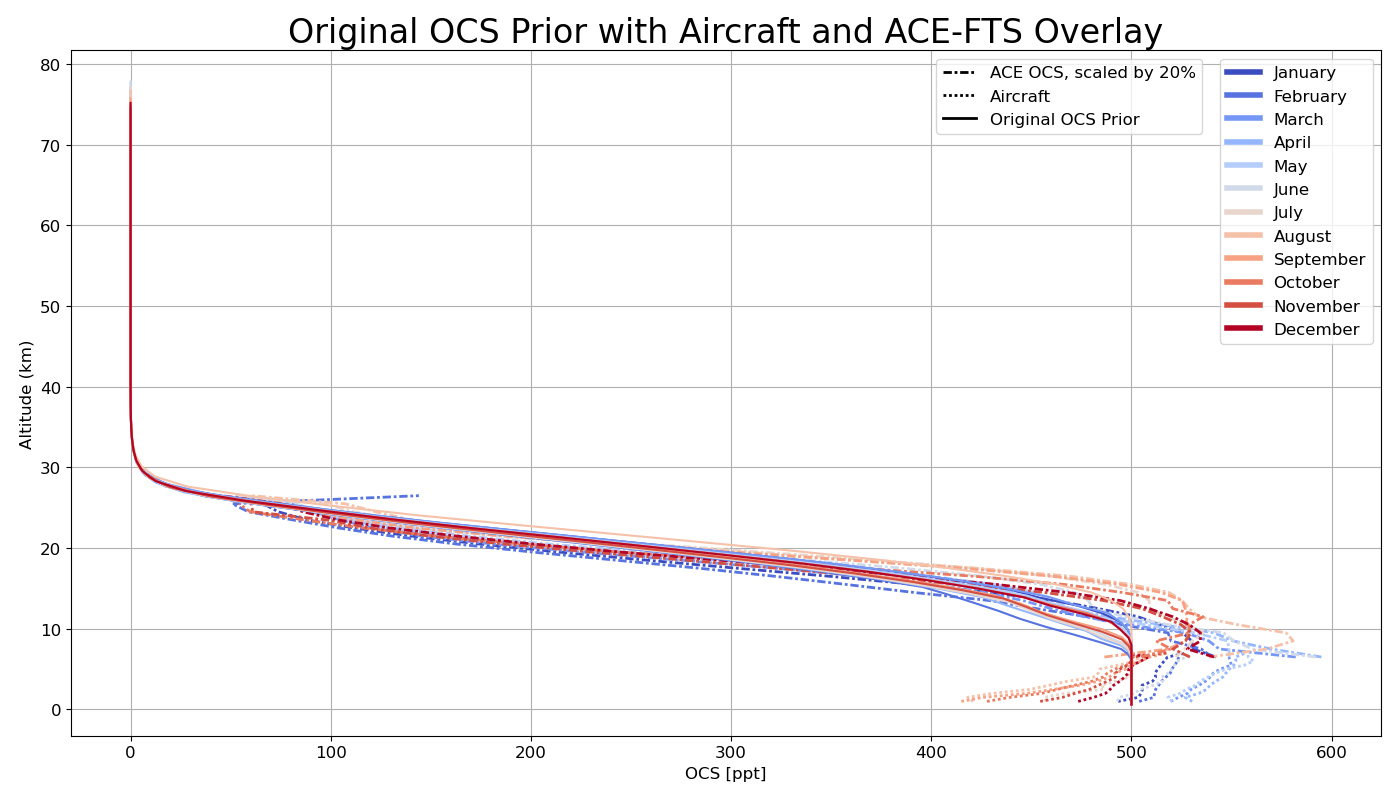 Original OCS Prior with Aircraft and ACE-FTS Overlay
ACE OCS, scaled by 20%
Aircraft
Original OCS Prior
January
February
March
April
May
June
July
August
September
October
November
December
80
70
60
50
40
30
20
10
0
Altitude (km)
0 100 200 300 400 500 600
OCS [ppt]